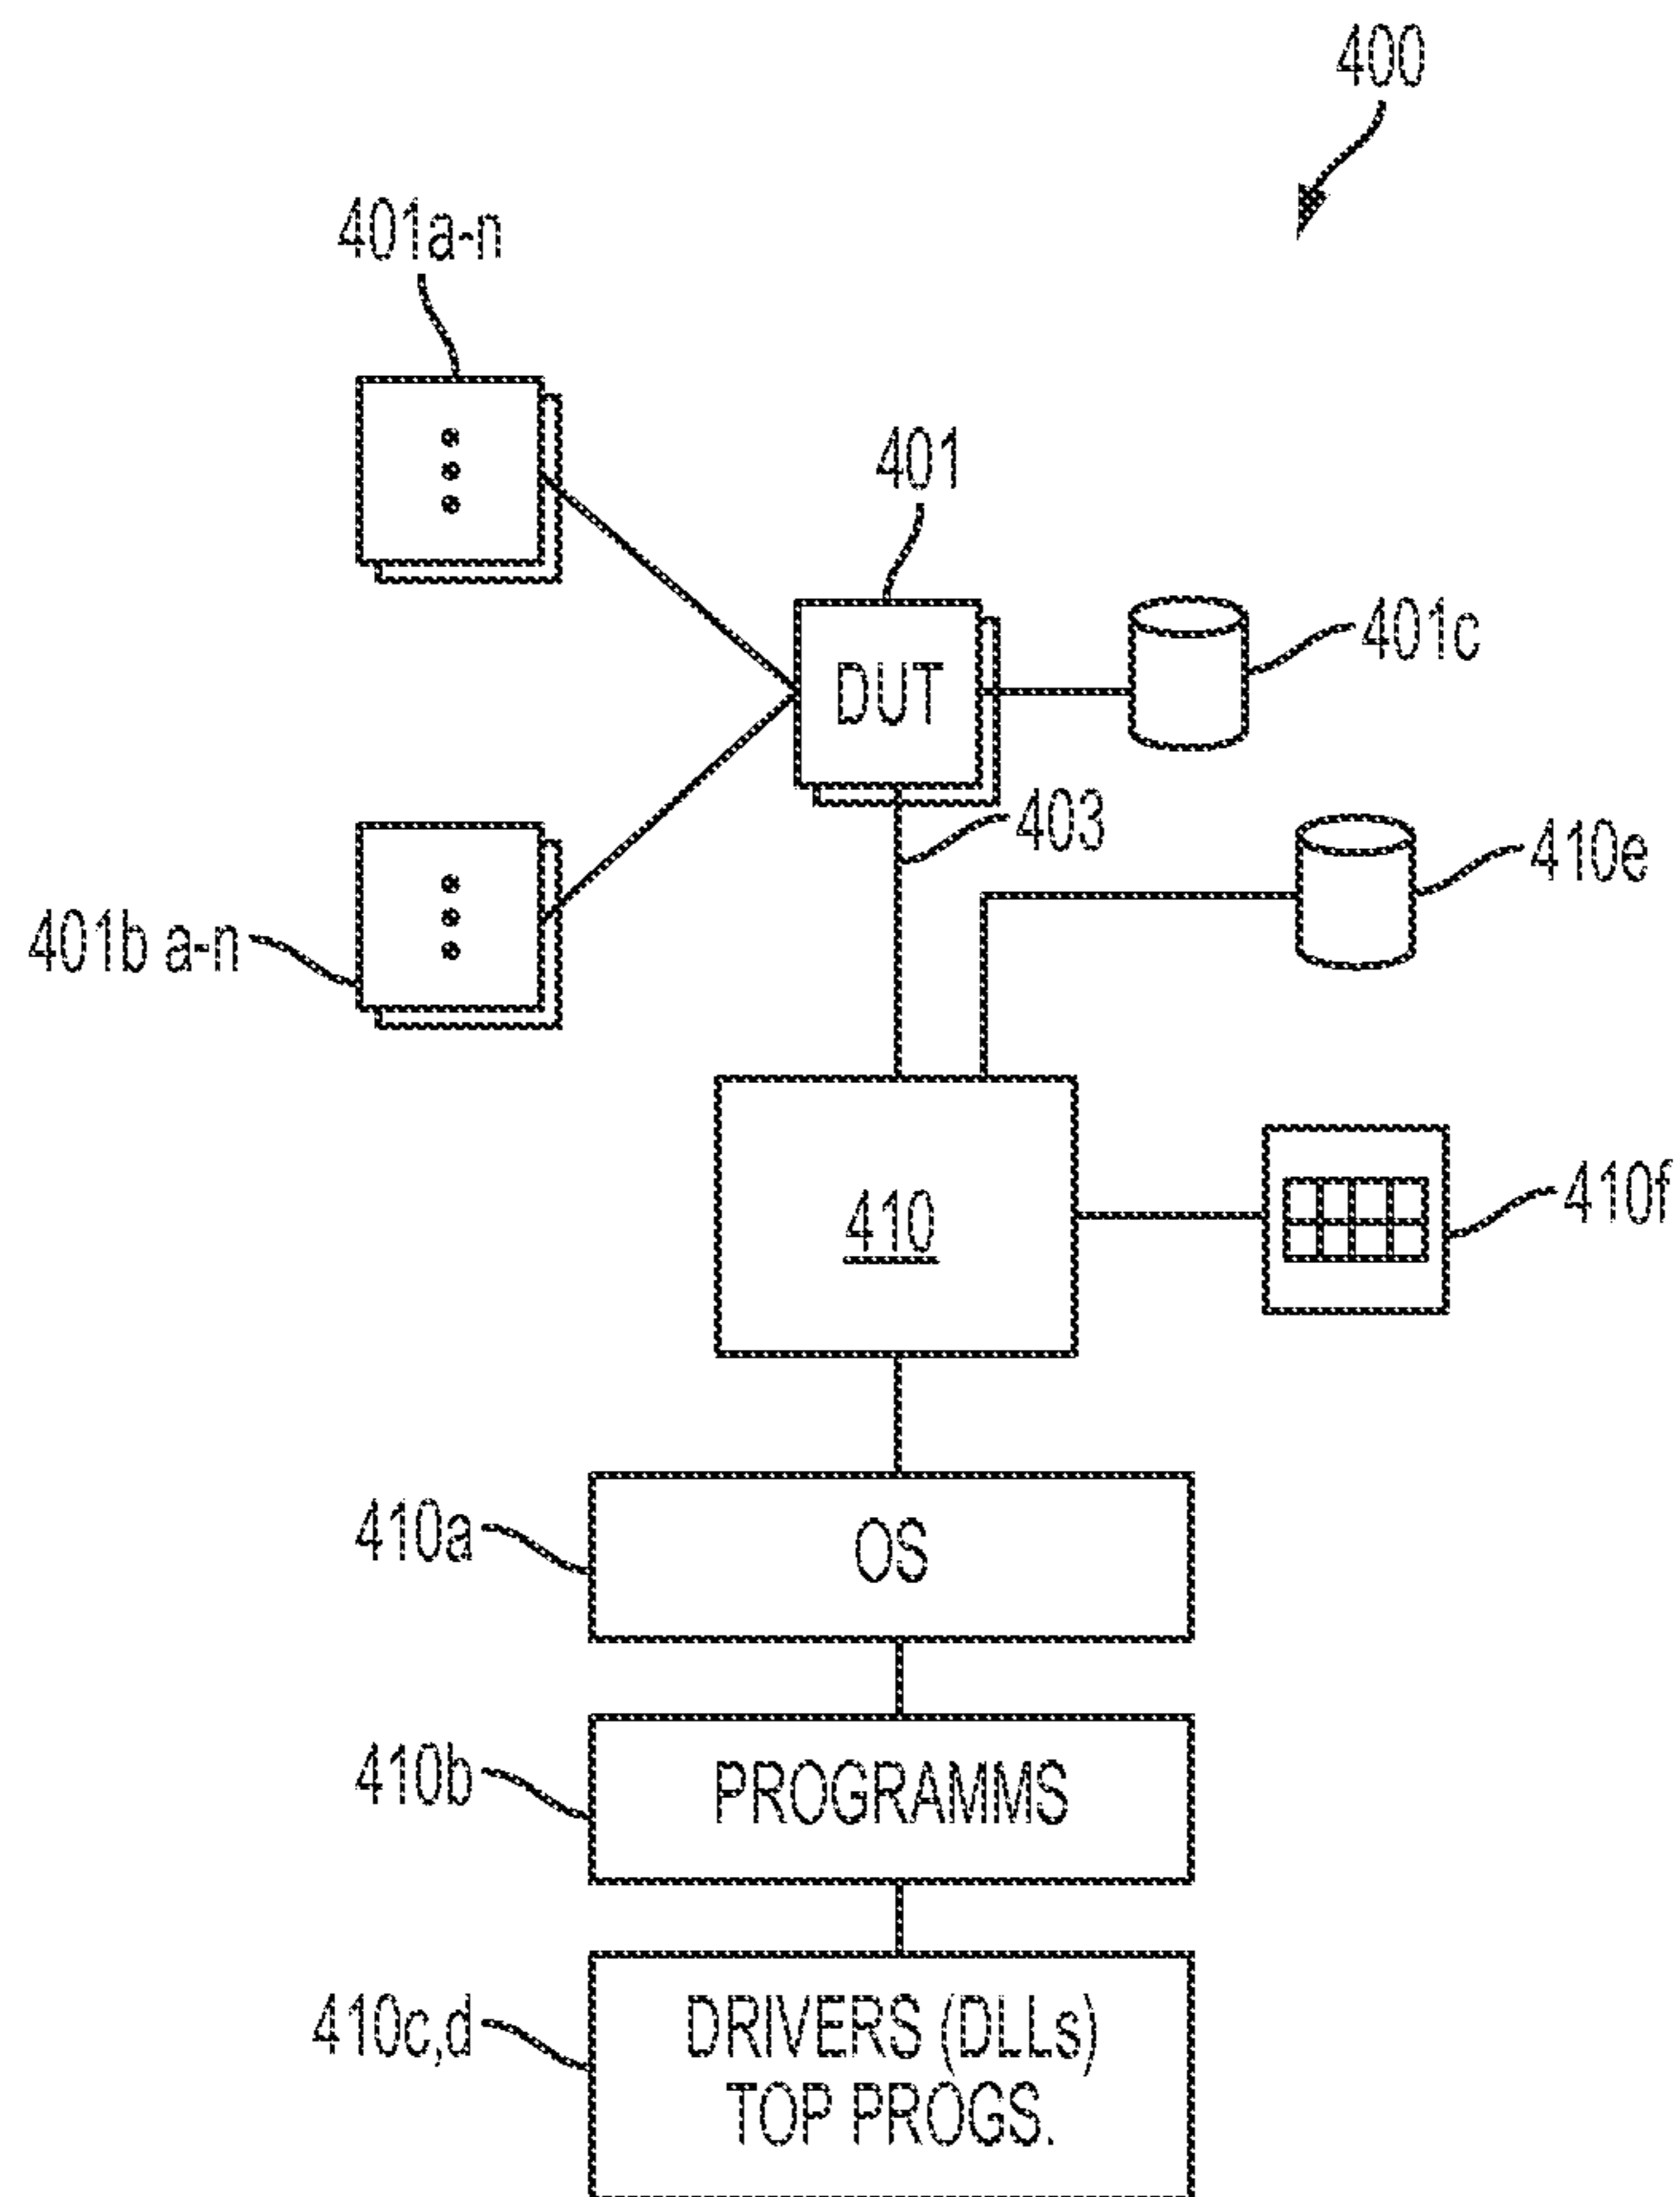 400
401a-n
401
DUT
401c
403
410e
401b a-n
410
410f
410a
OS
410b
PROGRAMMS
410c,d
DRIVERS (DLLs)
TOP PROGS.